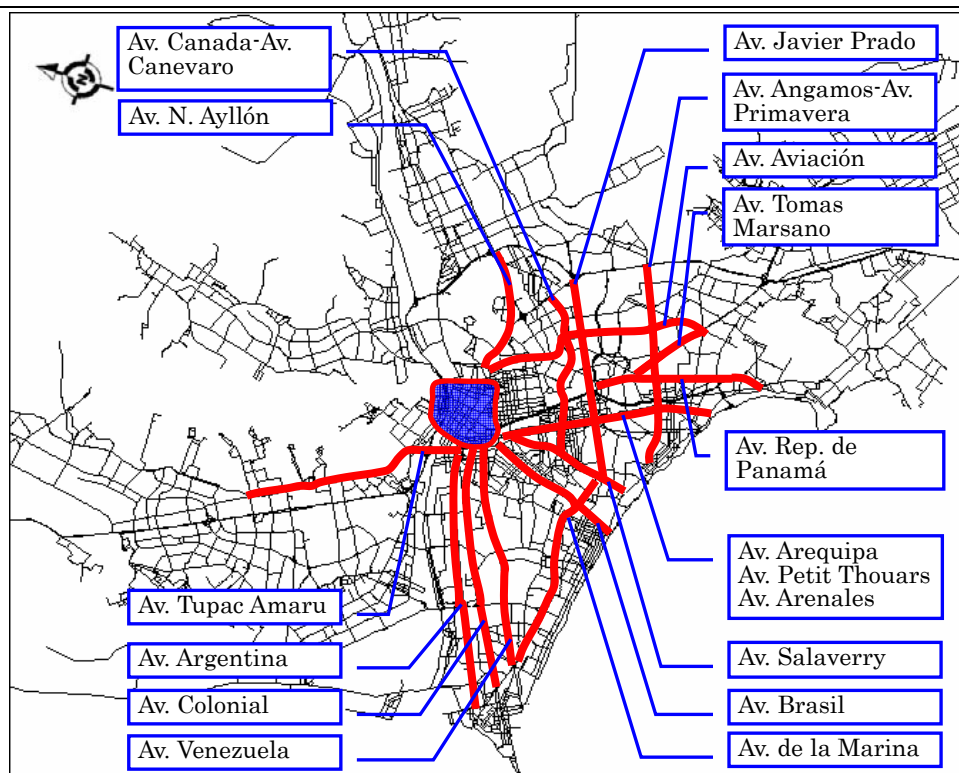 Av. Canada-Av.
Canevaro
Av. N. Ayllón
Av. Javier Prado
Av. Angamos-Av.
Primavera
Av. Aviación
Av. Tomas
Marsano
N
Av. Rep. de
Panamá
Av. Arequipa
Av. Petit Thouars
Av. Arenales
Av. Tupac Amaru
Av. Argentina
Av. Colonial
Av. Venezuela
Av. Salaverry
Av. Brasil
Av. de la Marina